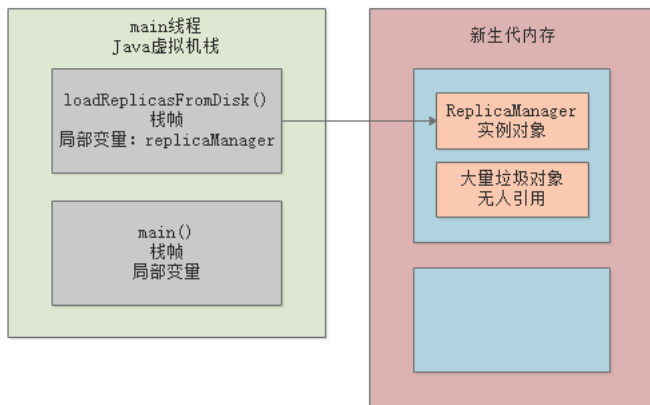 main线程
Java虚拟机栈
loadReplicasFromDisk()
栈帧
局部变量：replicaManager
main()
栈帧
局部变量
新生代内存
ReplicaManager
实例对象
大量垃圾对象
无人引用